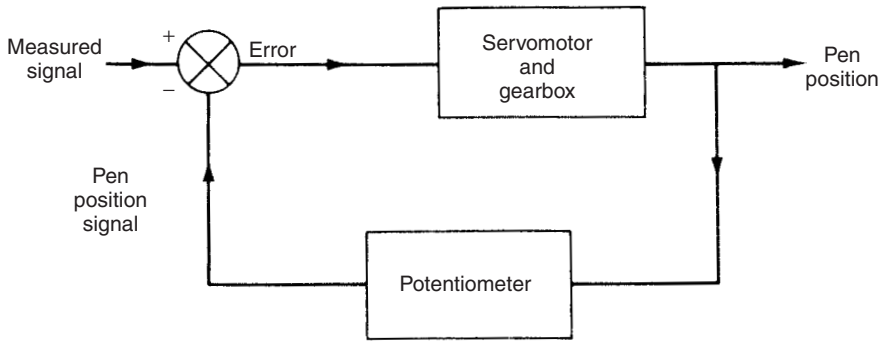 Measured
signal
+
−
Error
Servomotor
and
gearbox
Pen
position
Pen
position
signal
Potentiometer